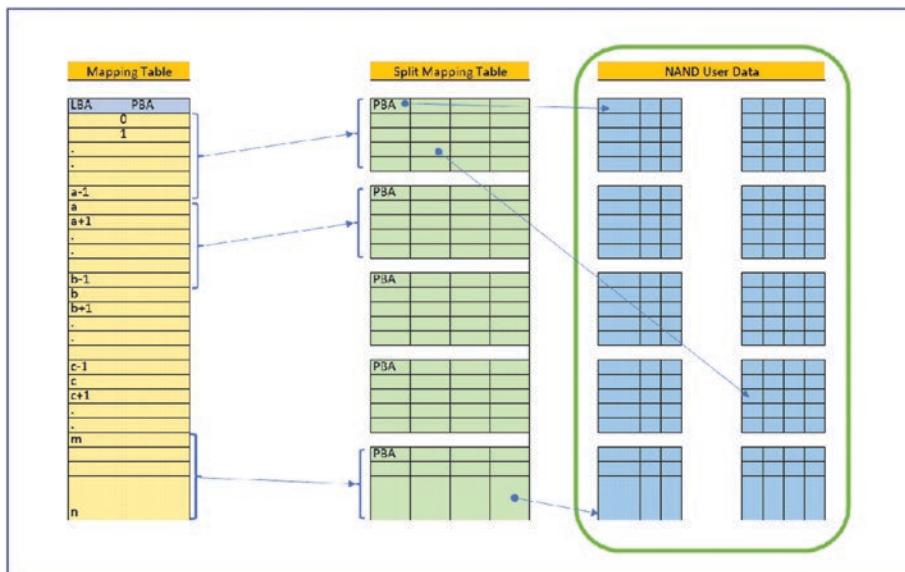 Mapping Table
Split Mapping Table
NAND User Data
LBA PBA
0
1
.
.
a-1
a
a+1
.
.
b-1
b
b+1
.
.
c-1
c
c+1
.
.
m
n
PBA
PBA
PBA
PBA
PBA